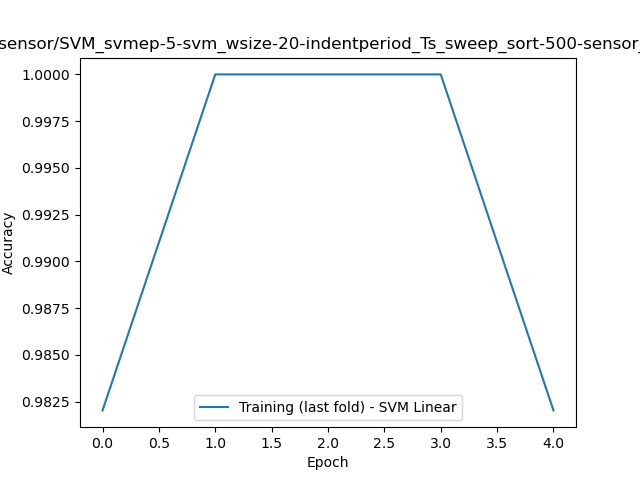 sensor/SVM_svmep-5-svm_wsize-20-indentperiod_Ts_sweep_sort-500-sensor_
1.0000
0.9975
0.9950
0.9925
0.9900
0.9875
0.9850
0.9825
Accuracy
Training (last fold) - SVM Linear
0.0 0.5 1.0 1.5 2.0 2.5 3.0 3.5 4.0
Epoch